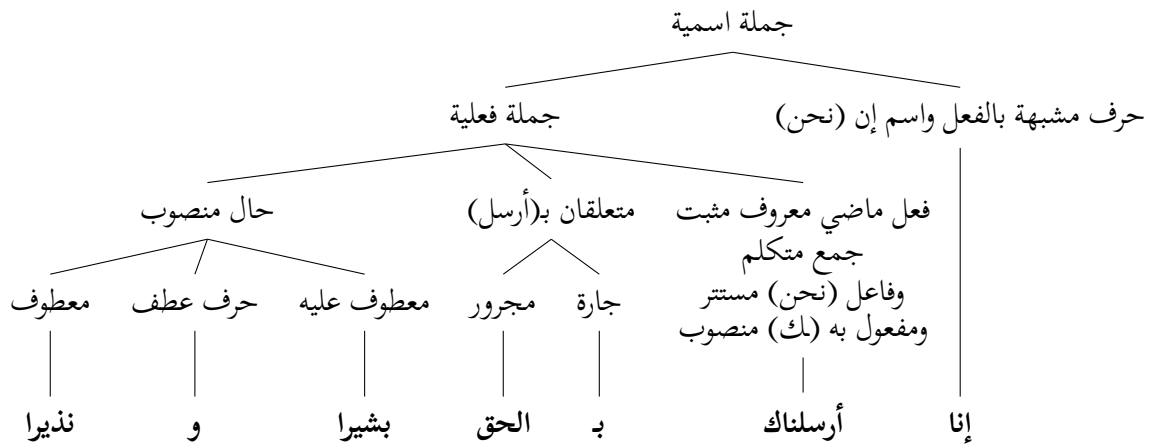 جملة اسمية
حرف مشبهة بالفعل واسم إن (نحن)
جملة فعلية
فعل ماضي معروف مثبت
جمع متكلم
وفاعل (نحن) مستتر
ومفعول به (ـك) منصوب
متعلقان بـ(أرسل)
حال منصوب
جارة
مجرور
معطوف عليه
حرف عطف
معطوف
إنا
أرسلناك
بـ
الحق
بشيرا
و
نذيرا